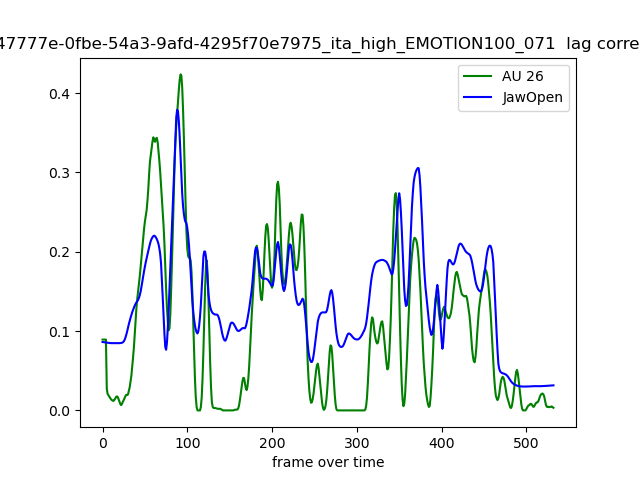 47777e-0fbe-54a3-9afd-4295f70e7975_ita_high_EMOTION100_071 lag corre
AU 26
JawOpen
0.4
0.3
0.2
0.1
0.0
0 100 200 300 400 500
frame over time